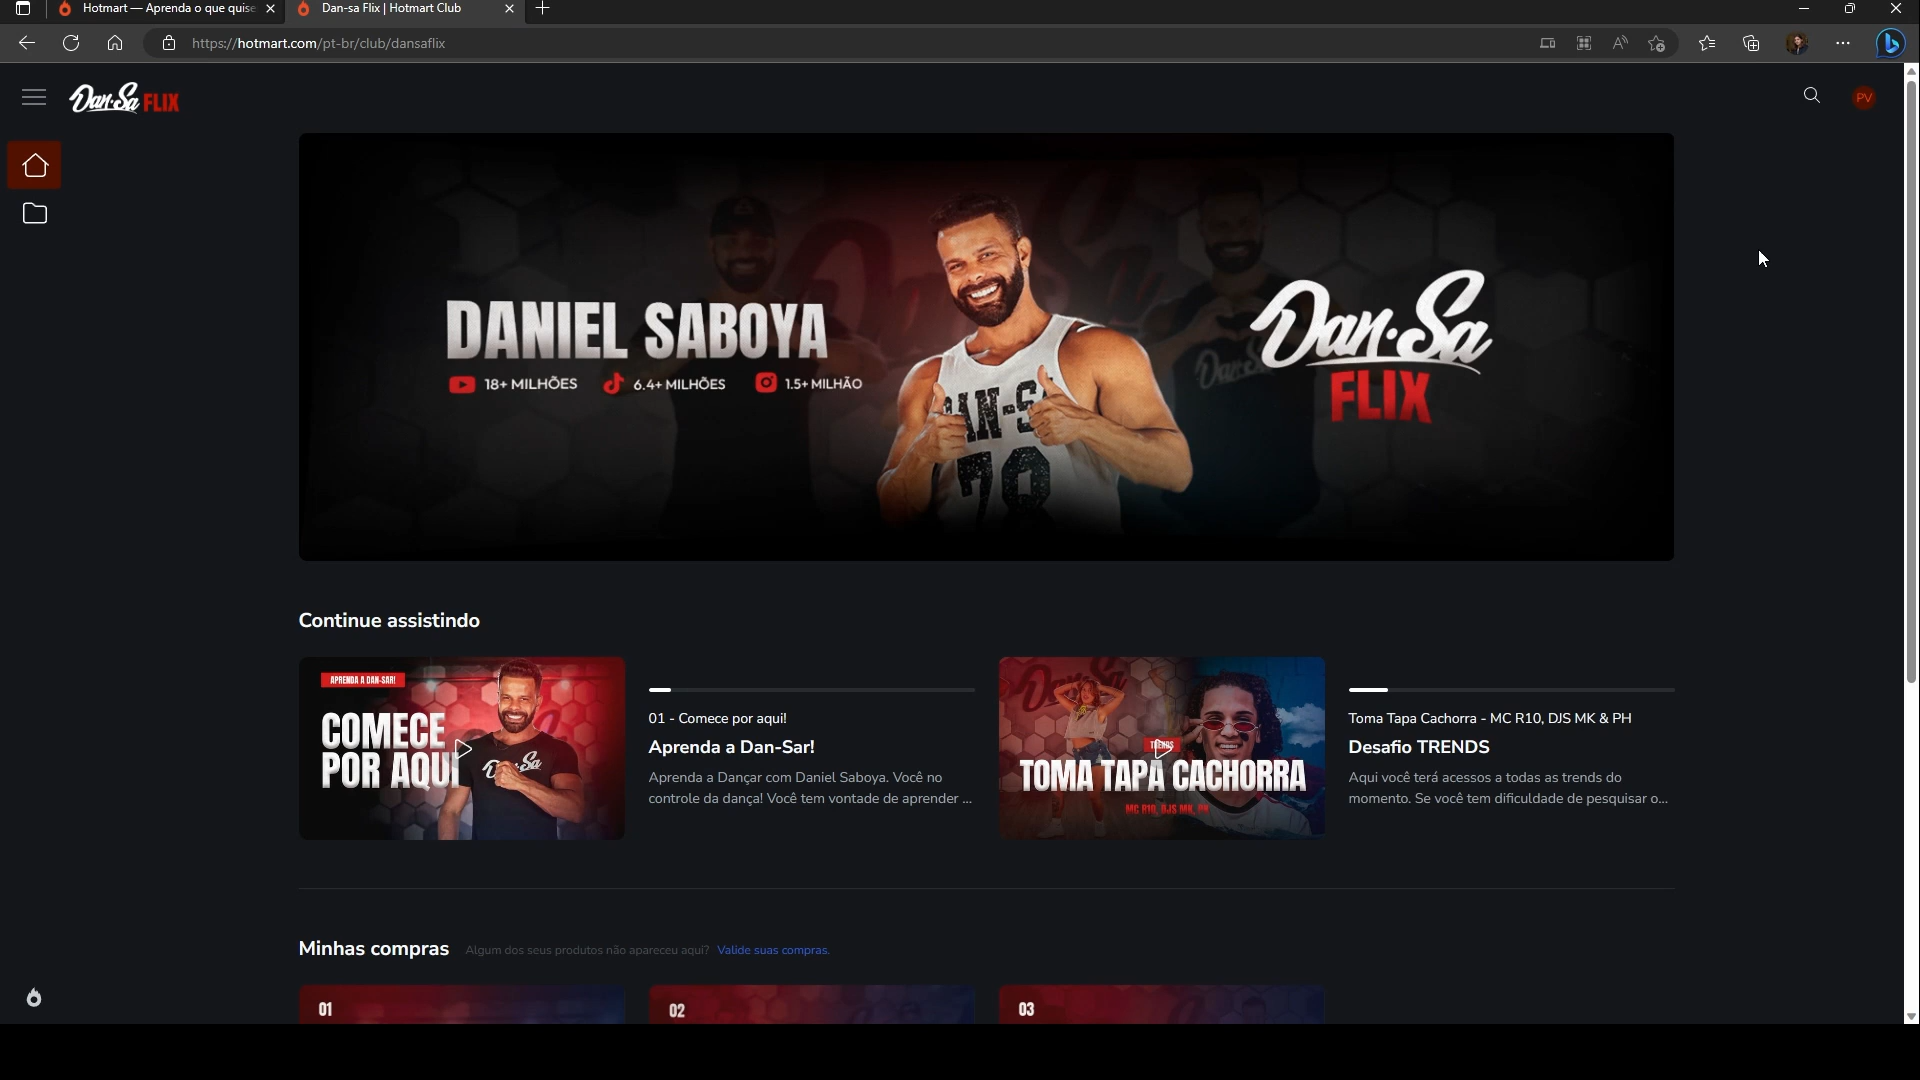 Hotmart — Aprenda o que quise
Dan-sa Flix | Hotmart Club
https://hotmart.com/pt-br/club/dansaflix
Dan-Sa FLIX
PV
DANIEL SABOYA
18+ MILHÕES
6.4+ MILHÕES
1.5+ MILHÃO
DAN-SA
78
Dan-Sa
FLIX
Continue assistindo
APRENDA A DAN-SAR!
COMECE
POR AQUI
01 - Comece por aqui!
Aprenda a Dan-Sar!
Aprenda a Dançar com Daniel Saboya. Você no
controle da dança! Você tem vontade de aprender ...
TRENDS
TOMA TAPA CACHORRA
Toma Tapa Cachorra - MC R10, DJS MK & PH
Desafio TRENDS
Aqui você terá acessos a todas as trends do
momento. Se você tem dificuldade de pesquisar o...
Minhas compras
Algum dos seus produtos não apareceu aqui? Valide suas compras.
01
02
03